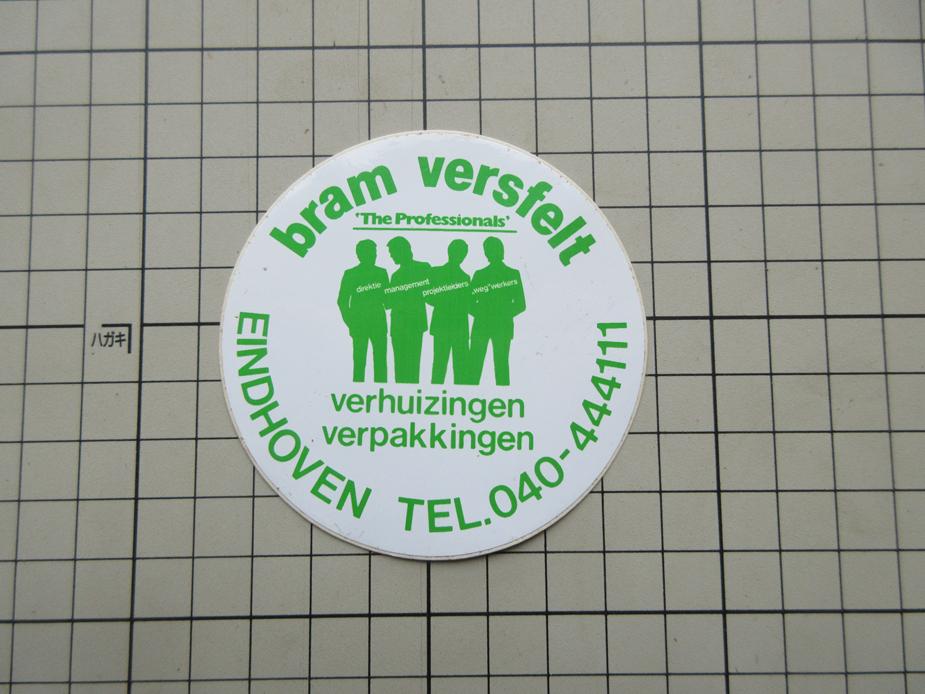 bram versfelt
'The Professionals'
direktie
management
projektleiders
„weg”werkers
verhuizingen
verpakkingen
EINDHOVEN TEL.040-444111
ハガキ